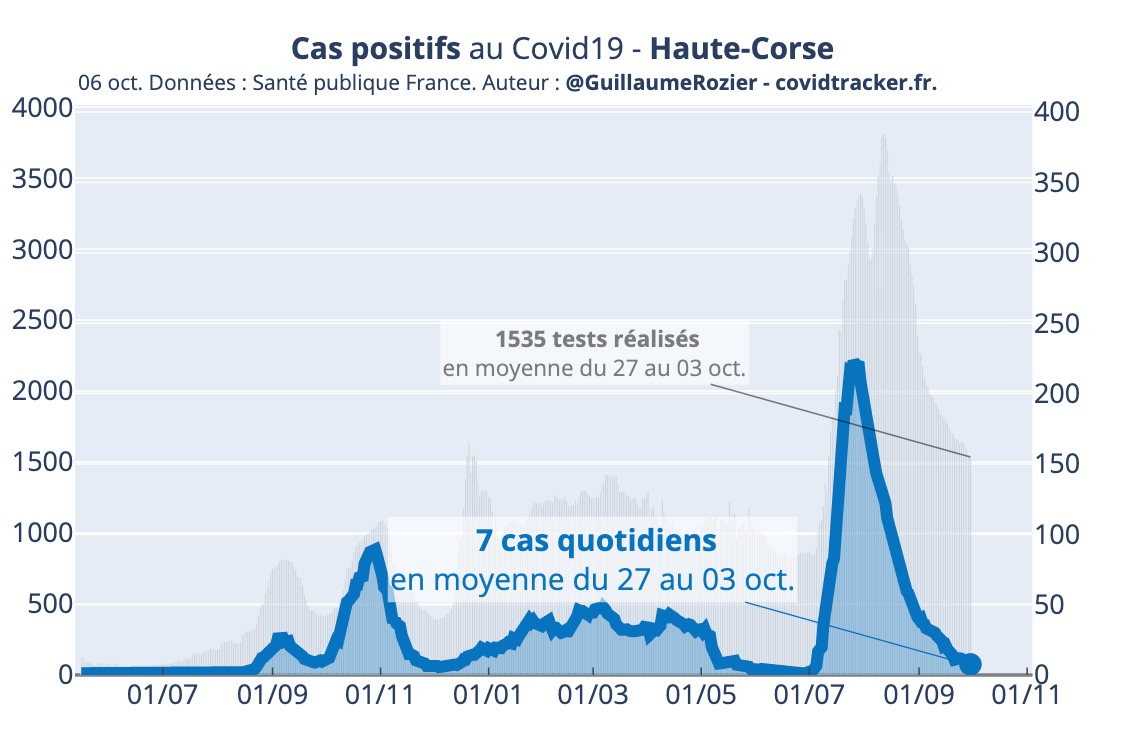 Cas positifs au Covid19 - Haute-Corse
06 oct. Données : Santé publique France. Auteur : @GuillaumeRozier - covidtracker.fr.
4000
400
3500
350
3000
300
2500
250
1535 tests réalisés
en moyenne du 27 au 03 oct.
2000
200
1500
150
1000
100
7 cas quotidiens
en moyenne du 27 au 03 oct.
500
50
0
0
01/07 01/09 01/11 01/01 01/03 01/05 01/07 01/09 01/11